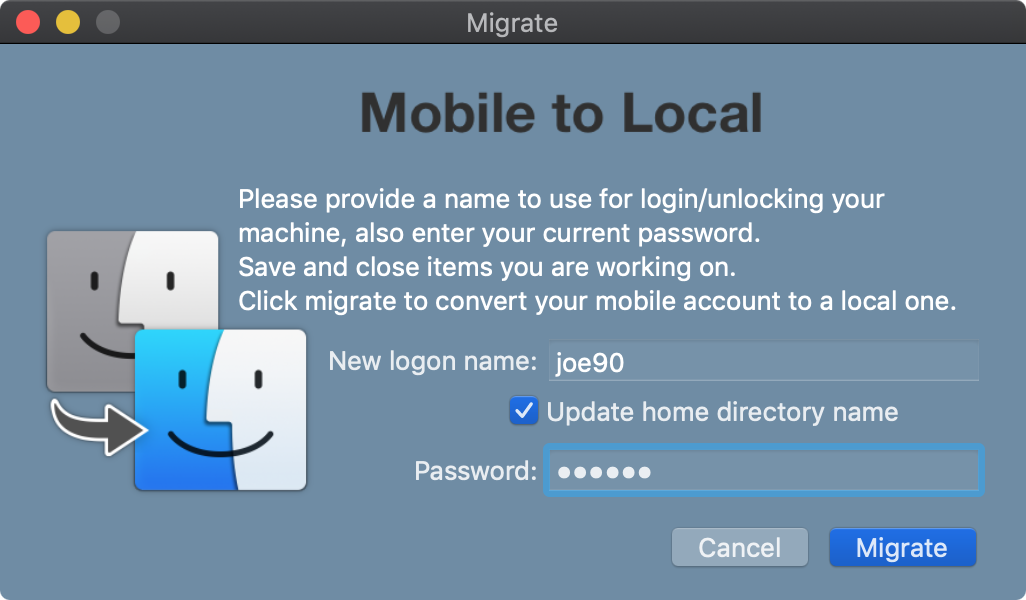 Migrate
Mobile to Local
Please provide a name to use for login/unlocking your
machine, also enter your current password.
Save and close items you are working on.
Click migrate to convert your mobile account to a local one.
New logon name: joe90
Update home directory name
Password: ●●●●●●
Cancel Migrate